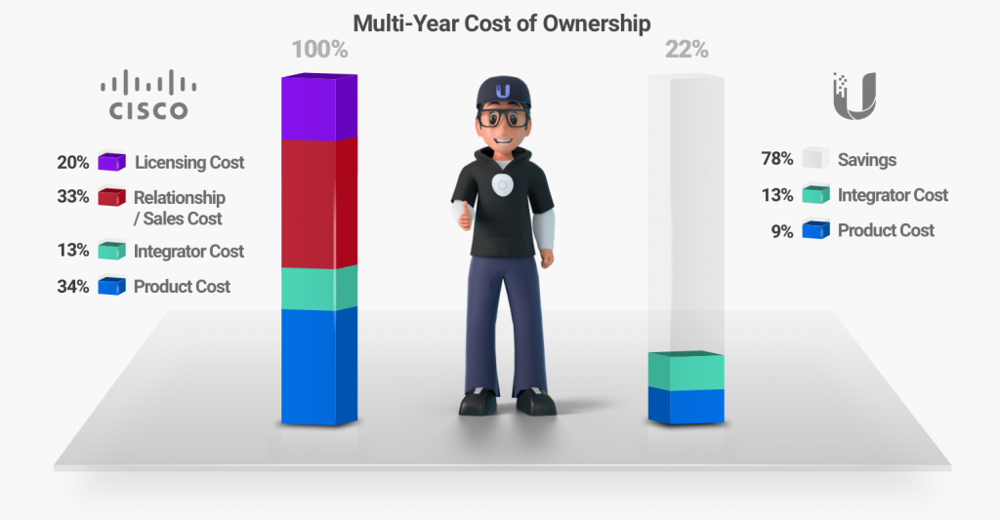 Multi-Year Cost of Ownership
100%
22%
CISCO
20% Licensing Cost
33% Relationship
/ Sales Cost
13% Integrator Cost
34% Product Cost
U
U
78% Savings
13% Integrator Cost
9% Product Cost